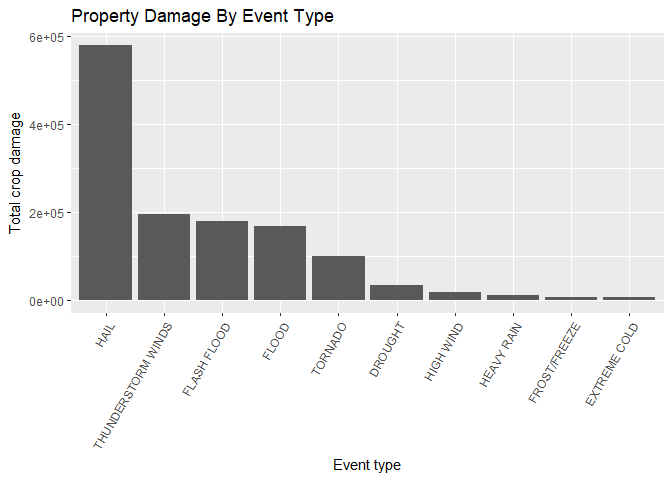 Property Damage By Event Type
Total crop damage
6e+05
4e+05
2e+05
0e+00
HAIL
THUNDERSTORM WINDS
FLASH FLOOD
FLOOD
TORNADO
DROUGHT
HIGH WIND
HEAVY RAIN
FROST/FREEZE
EXTREME COLD
Event type